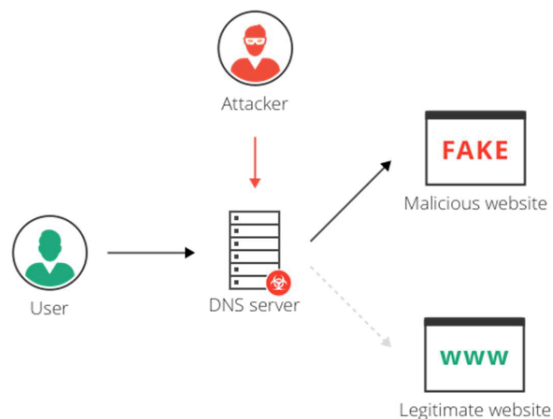 Attacker
FAKE
Malicious website
User
DNS server
www
Legitimate website